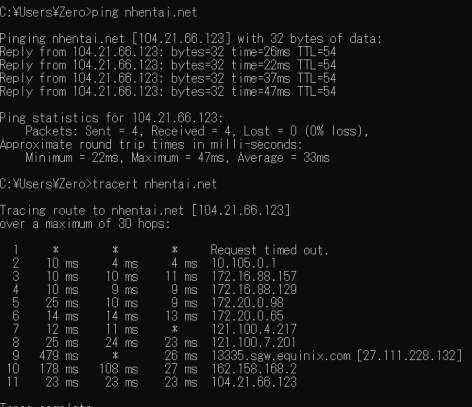 C:¥Users¥Zero>ping nhentai.net
Pinging nhentai.net [104.21.66.123] with 32 bytes of data:
Reply from 104.21.66.123: bytes=32 time=26ms TTL=54
Reply from 104.21.66.123: bytes=32 time=22ms TTL=54
Reply from 104.21.66.123: bytes=32 time=37ms TTL=54
Reply from 104.21.66.123: bytes=32 time=47ms TTL=54
Ping statistics for 104.21.66.123:
    Packets: Sent = 4, Received = 4, Lost = 0 (0% loss),
Approximate round trip times in milli-seconds:
    Minimum = 22ms, Maximum = 47ms, Average = 33ms
C:¥Users¥Zero>tracert nhentai.net
Tracing route to nhentai.net [104.21.66.123]
over a maximum of 30 hops:
  1     *        *        *     Request timed out.
  2    10 ms     4 ms     4 ms  10.105.0.1
  3    10 ms    10 ms    11 ms  172.16.88.157
  4    10 ms     9 ms     9 ms  172.16.88.129
  5    25 ms    10 ms     9 ms  172.20.0.98
  6    14 ms    14 ms    13 ms  172.20.0.65
  7    12 ms    11 ms     *     121.100.4.217
  8    25 ms    24 ms    23 ms  121.100.7.201
  9   479 ms     *       26 ms  13335.sgw.equinix.com [27.111.228.132]
 10   178 ms   108 ms    27 ms  162.158.168.2
 11    23 ms    23 ms    23 ms  104.21.66.123
Trace complete